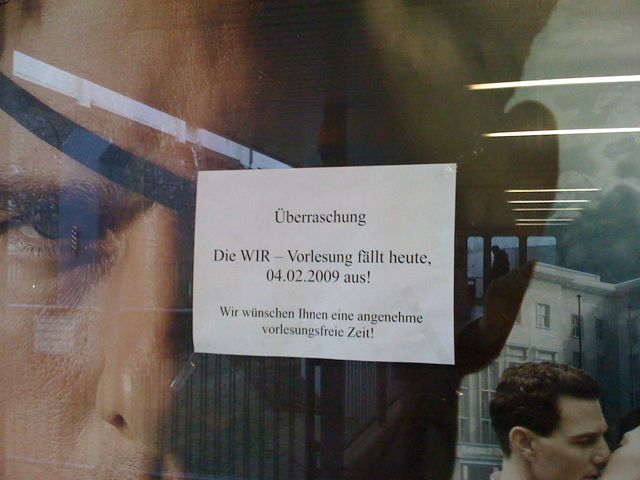 Überraschung
Die WIR – Vorlesung fällt heute,
04.02.2009 aus!
Wir wünschen Ihnen eine angenehme
vorlesungsfreie Zeit!